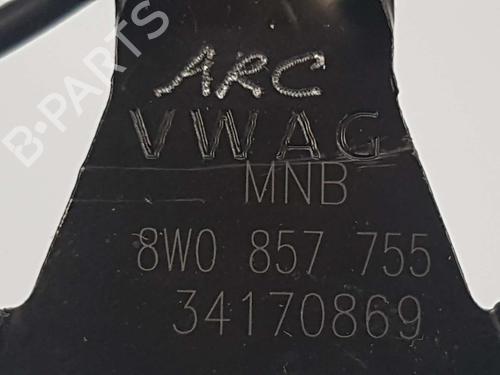 B-PARTS
ARC
VWAG
MNB
8W0 857 755
34170869